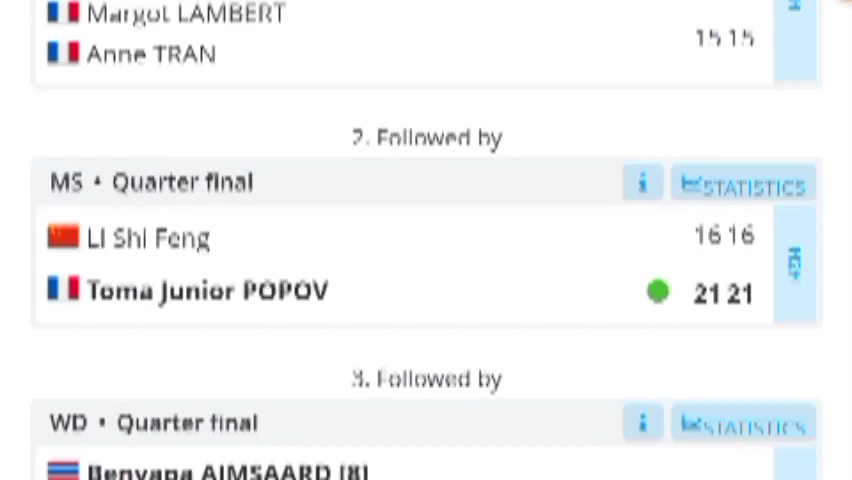 Margot LAMBERT
Anne TRAN
15 15
2. Followed by
MS • Quarter final
i STATISTICS
LI Shi Feng
16 16
Toma Junior POPOV
21 21
3. Followed by
WD • Quarter final
i STATISTICS
Benyapa AIMSAARD [8]